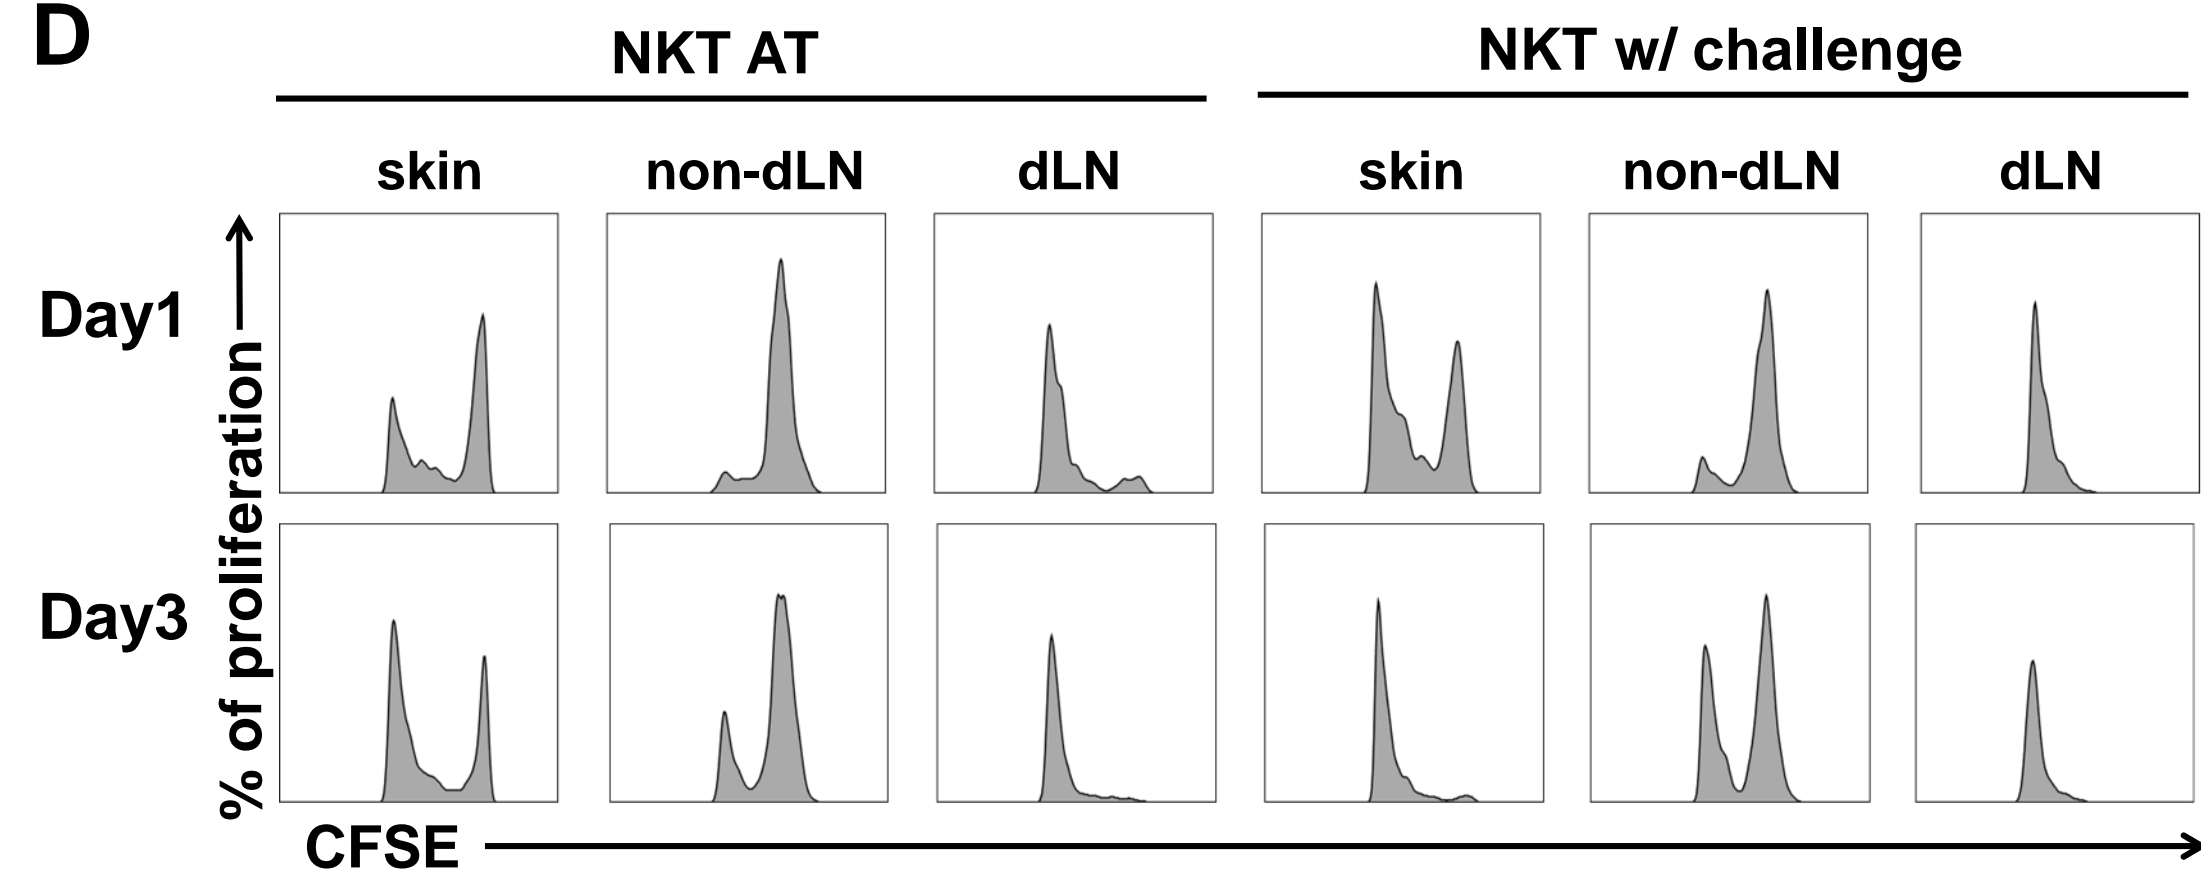 D
NKT AT
NKT w/ challenge
skin
non-dLN
dLN
skin
non-dLN
dLN
Day1
Day3
% of proliferation
CFSE